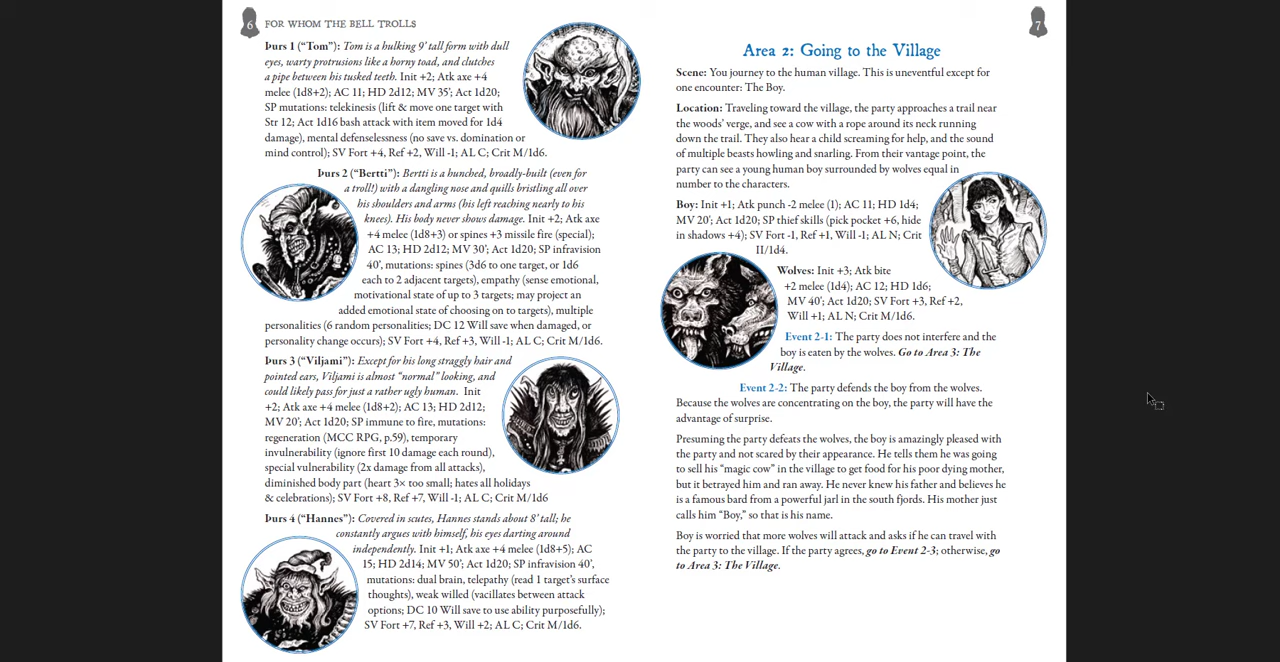 6 FOR WHOM THE BELL TROLLS
Þurs 1 (“Tom”): Tom is a hulking 9’ tall form with dull
eyes, warty protrusions like a horny toad, and clutches
a pipe between his tusked teeth. Init +2; Atk axe +4
melee (1d8+2); AC 11; HD 2d12; MV 35’; Act 1d20;
SP mutations: telekinesis (lift & move one target with
Str 12; Act 1d16 bash attack with item moved for 1d4
damage), mental defenselessness (no save vs. domination or
mind control); SV Fort +4, Ref +2, Will -1; AL C; Crit M/1d6.
Þurs 2 (“Bertti”): Bertti is a hunched, broadly-built (even for
a troll!) with a dangling nose and quills bristling all over
his shoulders and arms (his left reaching nearly to his
knees). His body never shows damage. Init +2; Atk axe
+4 melee (1d8+3) or spines +3 missile fire (special);
AC 13; HD 2d12; MV 30’; Act 1d20; SP infravision
40’, mutations: spines (3d6 to one target, or 1d6
each to 2 adjacent targets), empathy (sense emotional,
motivational state of up to 3 targets; may project an
added emotional state of choosing on to targets), multiple
personalities (6 random personalities; DC 12 Will save when damaged, or
personality change occurs); SV Fort +4, Ref +3, Will -1; AL C; Crit M/1d6.
Þurs 3 (“Viljami”): Except for his long straggly hair and
pointed ears, Viljami is almost “normal” looking, and
could likely pass for just a rather ugly human. Init
+2; Atk axe +4 melee (1d8+2); AC 13; HD 2d12;
MV 20’; Act 1d20; SP immune to fire, mutations:
regeneration (MCC RPG, p.59), temporary
invulnerability (ignore first 10 damage each round),
special vulnerability (2x damage from all attacks),
diminished body part (heart 3× too small; hates all holidays
& celebrations); SV Fort +8, Ref +7, Will -1; AL C; Crit M/1d6
Þurs 4 (“Hannes”): Covered in scutes, Hannes stands about 8’ tall; he
constantly argues with himself, his eyes darting around
independently. Init +1; Atk axe +4 melee (1d8+5); AC
15; HD 2d14; MV 50’; Act 1d20; SP infravision 40’,
mutations: dual brain, telepathy (read 1 target’s surface
thoughts), weak willed (vacillates between attack
options; DC 10 Will save to use ability purposefully);
SV Fort +7, Ref +3, Will +2; AL C; Crit M/1d6.
7
Area 2: Going to the Village
Scene: You journey to the human village. This is uneventful except for
one encounter: The Boy.
Location: Traveling toward the village, the party approaches a trail near
the woods’ verge, and see a cow with a rope around its neck running
down the trail. They also hear a child screaming for help, and the sound
of multiple beasts howling and snarling. From their vantage point, the
party can see a young human boy surrounded by wolves equal in
number to the characters.
Boy: Init +1; Atk punch -2 melee (1); AC 11; HD 1d4;
MV 20’; Act 1d20; SP thief skills (pick pocket +6, hide
in shadows +4); SV Fort -1, Ref +1, Will -1; AL N; Crit
II/1d4.
Wolves: Init +3; Atk bite
+2 melee (1d4); AC 12; HD 1d6;
MV 40’; Act 1d20; SV Fort +3, Ref +2,
Will +1; AL N; Crit M/1d6.
Event 2-1: The party does not interfere and the
boy is eaten by the wolves. Go to Area 3: The
Village.
Event 2-2: The party defends the boy from the wolves.
Because the wolves are concentrating on the boy, the party will have the
advantage of surprise.
Presuming the party defeats the wolves, the boy is amazingly pleased with
the party and not scared by their appearance. He tells them he was going
to sell his “magic cow” in the village to get food for his poor dying mother,
but it betrayed him and ran away. He never knew his father and believes he
is a famous bard from a powerful jarl in the south fjords. His mother just
calls him “Boy,” so that is his name.
Boy is worried that more wolves will attack and asks if he can travel with
the party to the village. If the party agrees, go to Event 2-3; otherwise, go
to Area 3: The Village.